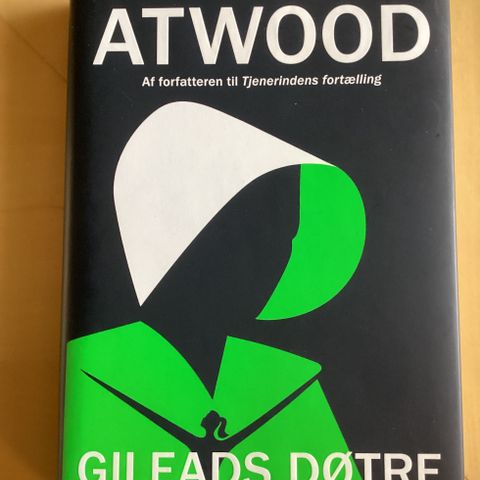 ATWOOD
Af forfatteren til Tjenerindens fortælling
GILEADS DØTRE